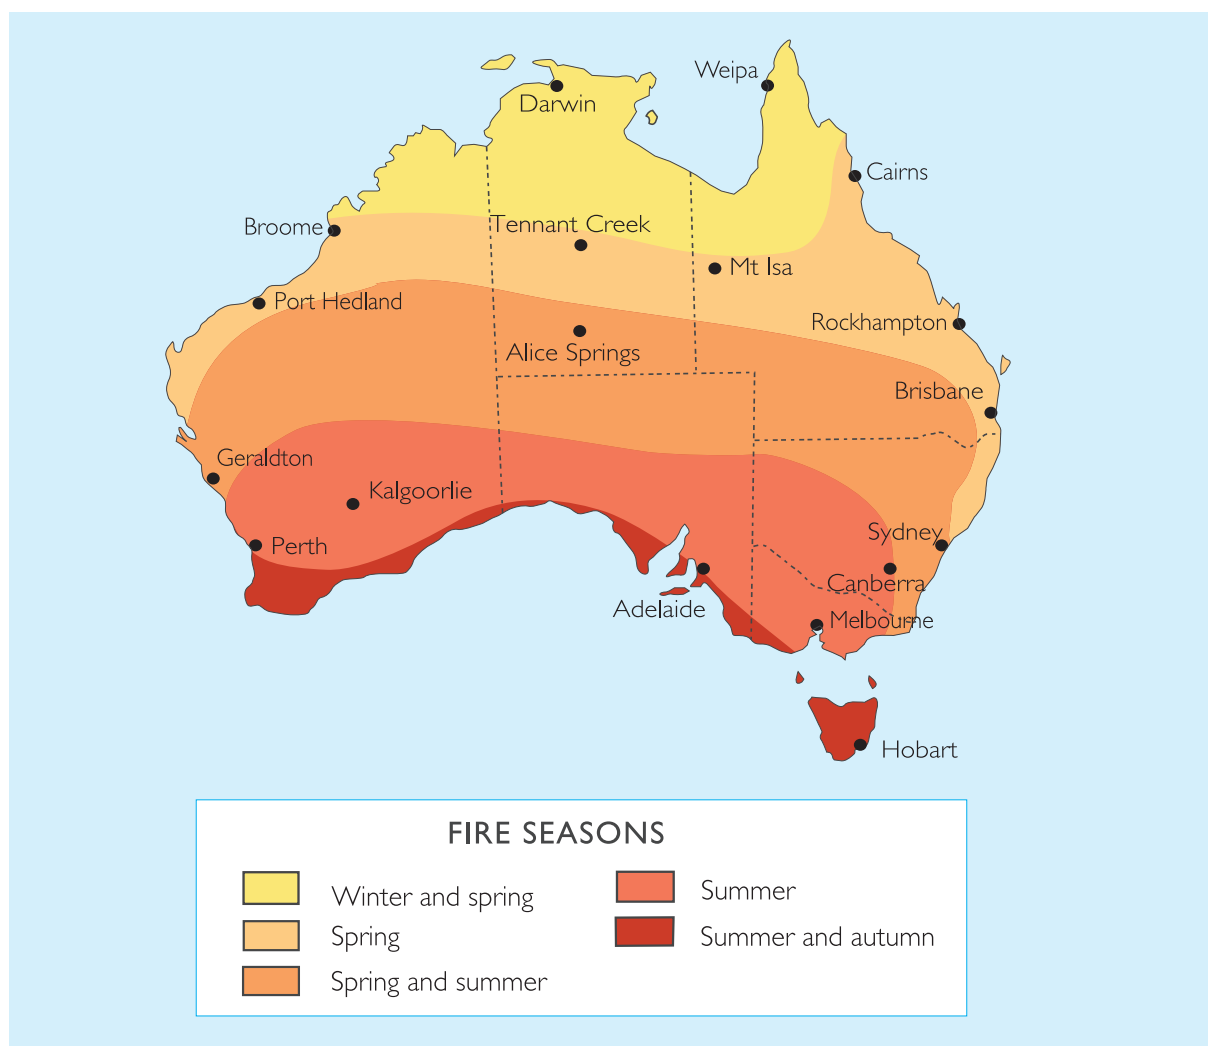 Weipa
Darwin
Cairns
Broome
Tennant Creek
Mt Isa
Port Hedland
Rockhampton
Alice Springs
Brisbane
Geraldton
Kalgoorlie
Sydney
Perth
Canberra
Adelaide
Melbourne
Hobart
FIRE SEASONS
Winter and spring
Spring
Spring and summer
Summer
Summer and autumn